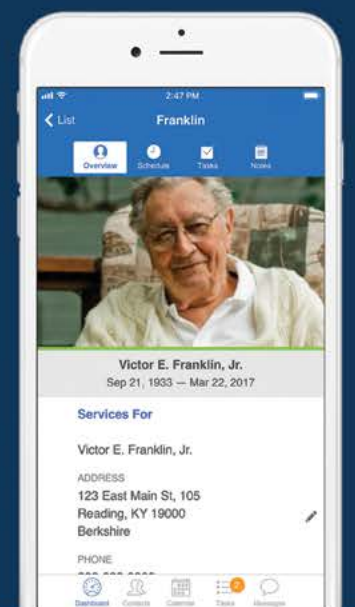 2:47 PM
List
Franklin
Overview
Schedule
Tasks
Notes
Victor E. Franklin, Jr.
Sep 21, 1933 — Mar 22, 2017
Services For
Victor E. Franklin, Jr.
ADDRESS
123 East Main St, 105
Reading, KY 19000
Berkshire
PHONE
Dashboard
Contacts
Calendar
2
Tasks
Messages